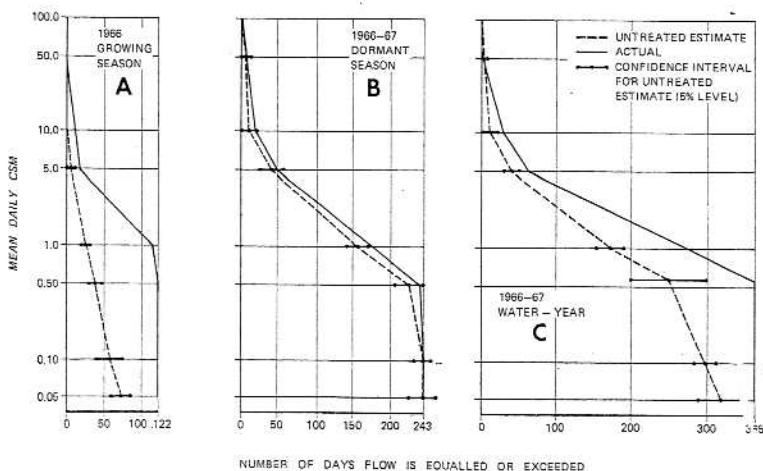 100.0
50.0
10.0
5.0
1.0
0.50
0.10
0.05
MEAN DAILY CSM
1966
GROWING
SEASON
A
0 50 100 122
1966-67
DORMANT
SEASON
B
0 50 100 150 200 243
UNTREATED ESTIMATE
ACTUAL
CONFIDENCE INTERVAL
FOR UNTREATED
ESTIMATE (5% LEVEL)
1966-67
WATER - YEAR
C
0 100 200 300
NUMBER OF DAYS FLOW IS EQUALLED OR EXCEEDED